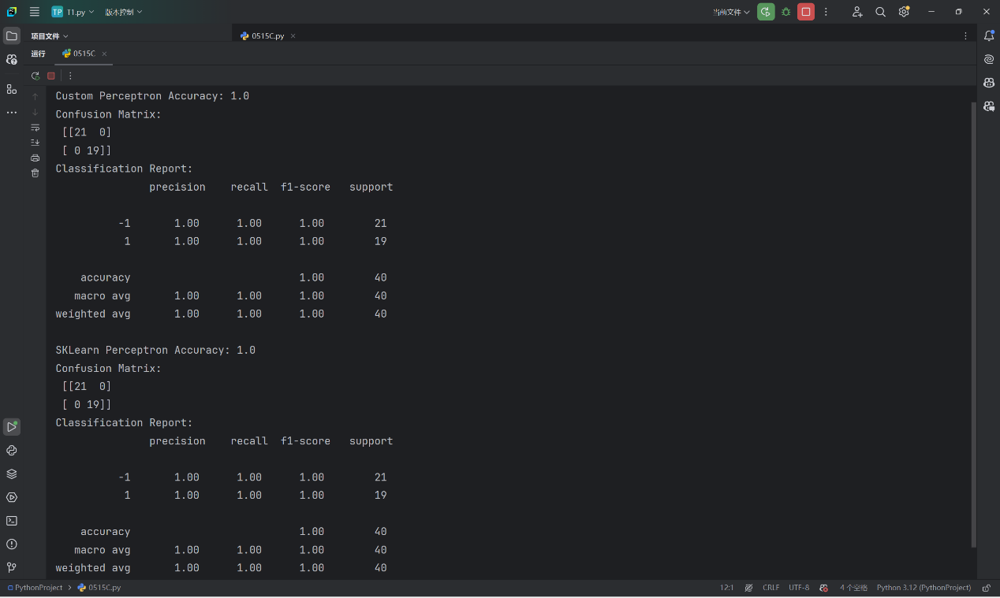 TP T1.py 版本控制 当前文件
项目文件 0515C.py
运行 0515C
Custom Perceptron Accuracy: 1.0
Confusion Matrix:
[[21  0]
[ 0 19]]
Classification Report:
precision    recall  f1-score   support
-1       1.00      1.00      1.00        21
1       1.00      1.00      1.00        19
accuracy                           1.00        40
macro avg       1.00      1.00      1.00        40
weighted avg       1.00      1.00      1.00        40
SKLearn Perceptron Accuracy: 1.0
Confusion Matrix:
[[21  0]
[ 0 19]]
Classification Report:
precision    recall  f1-score   support
-1       1.00      1.00      1.00        21
1       1.00      1.00      1.00        19
accuracy                           1.00        40
macro avg       1.00      1.00      1.00        40
weighted avg       1.00      1.00      1.00        40
PythonProject > 0515C.py 12:1 CRLF UTF-8 4 个空格 Python 3.12 (PythonProject)